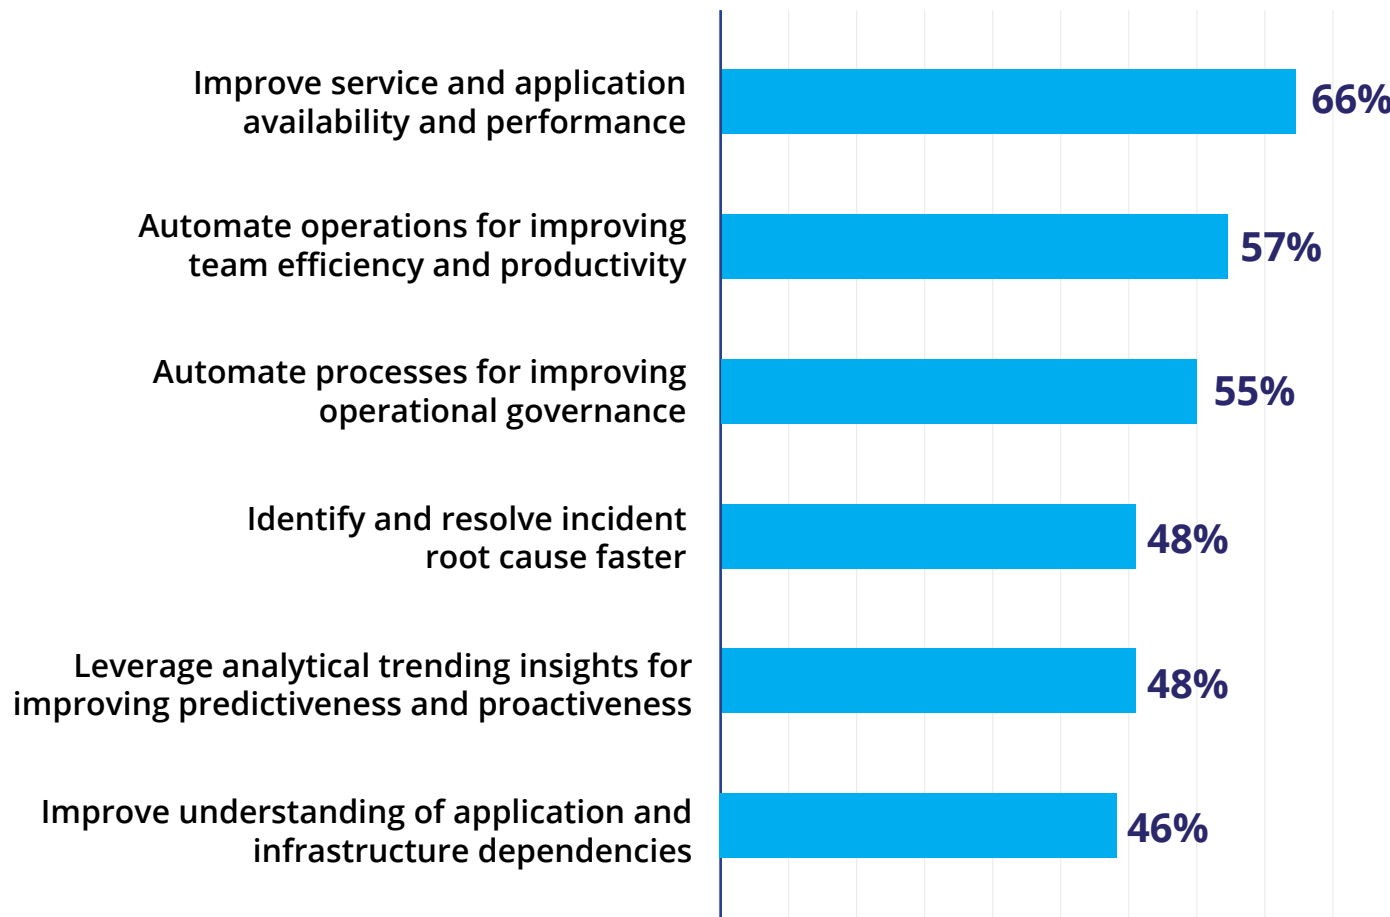 Improve service and application
availability and performance
66%
Automate operations for improving
team efficiency and productivity
57%
Automate processes for improving
operational governance
55%
Identify and resolve incident
root cause faster
48%
Leverage analytical trending insights for
improving predictiveness and proactiveness
48%
Improve understanding of application and
infrastructure dependencies
46%